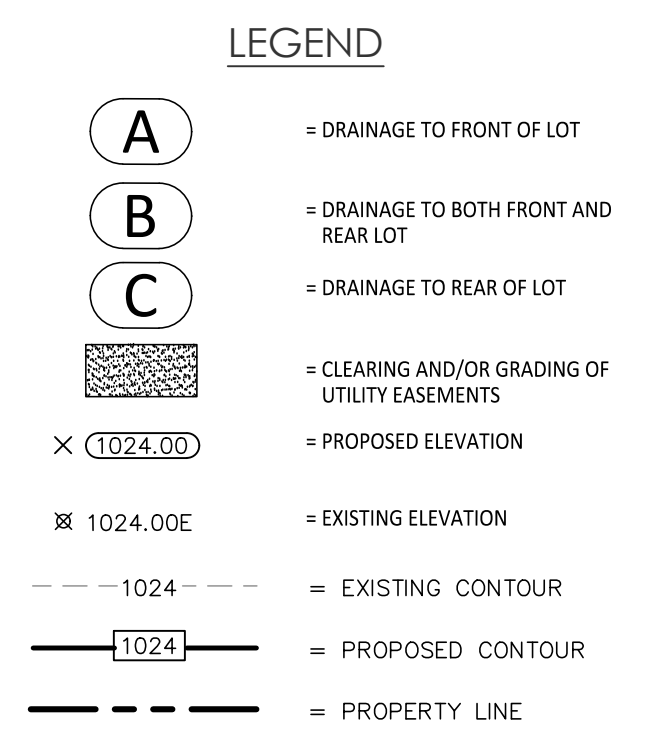 LEGEND
A = DRAINAGE TO FRONT OF LOT
B = DRAINAGE TO BOTH FRONT AND
REAR LOT
C = DRAINAGE TO REAR OF LOT
= CLEARING AND/OR GRADING OF
UTILITY EASEMENTS
1024.00 = PROPOSED ELEVATION
1024.00E = EXISTING ELEVATION
1024 = EXISTING CONTOUR
1024 = PROPOSED CONTOUR
= PROPERTY LINE